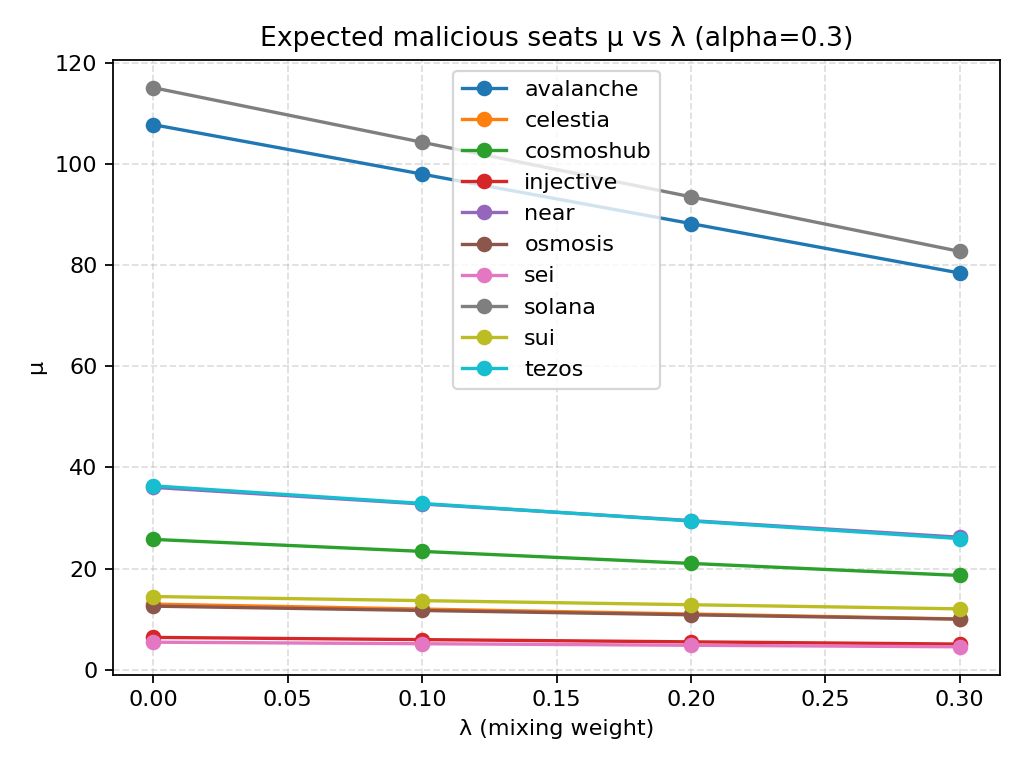 Expected malicious seats μ vs λ (alpha=0.3)
120
100
80
60
40
20
0
μ
avalanche
celestia
cosmoshub
injective
near
osmosis
sei
solana
sui
tezos
0.00 0.05 0.10 0.15 0.20 0.25 0.30
λ (mixing weight)